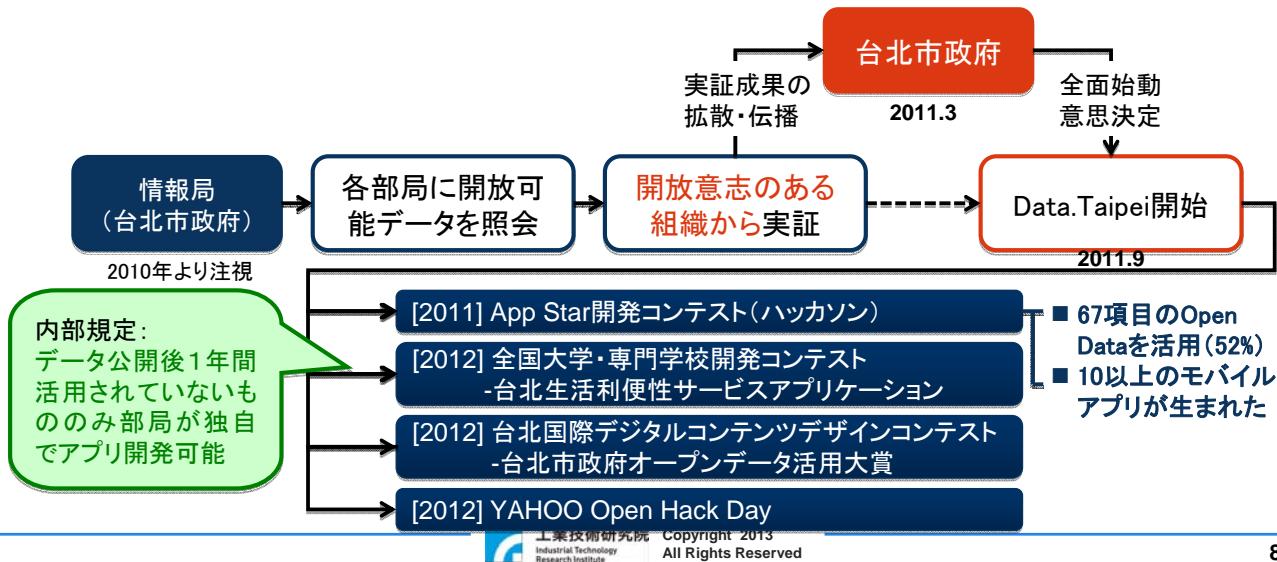 台北市政府
実証成果の
拡散・伝播
2011.3
全面始動
意思決定
情報局
（台北市政府）
2010年より注視
各部局に開放可
能データを照会
開放意志のある
組織から実証
Data.Taipei開始
2011.9
内部規定：
データ公開後１年間
活用されていないも
ののみ部局が独自
でアプリ開発可能
[2011] App Star開発コンテスト（ハッカソン）
[2012] 全国大学・専門学校開発コンテスト
-台北生活利便性サービスアプリケーション
[2012] 台北国際デジタルコンテンツデザインコンテスト
-台北市政府オープンデータ活用大賞
[2012] YAHOO Open Hack Day
■ 67項目のOpen
Dataを活用（52%）
■ 10以上のモバイル
アプリが生まれた
工業技術研究院
Industrial Technology
Research Institute
Copyright 2013
All Rights Reserved
8